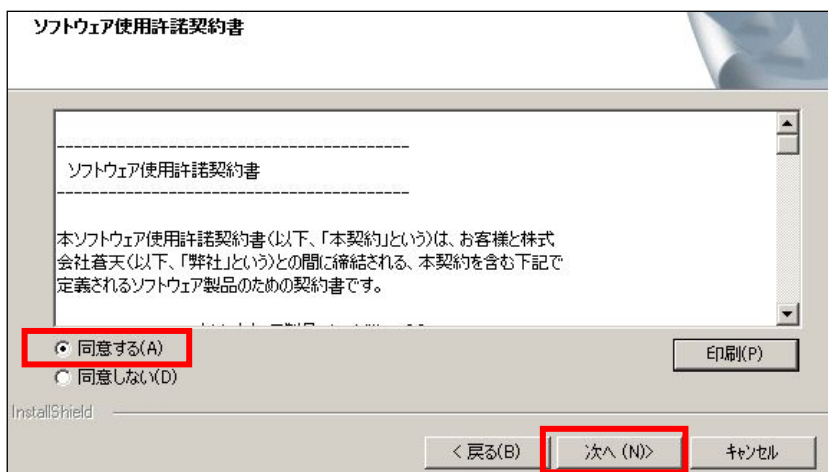 ソフトウェア使用許諾契約書
----------------------------------------
ソフトウェア使用許諾契約書
----------------------------------------
本ソフトウェア使用許諾契約書(以下、「本契約」という)は、お客様と株式
会社蒼天(以下、「弊社」という)との間に締結される、本契約を含む下記で
定義されるソフトウェア製品のための契約書です。
同意する(A)
印刷(P)
同意しない(D)
InstallShield
< 戻る(B)
次へ (N)>
キャンセル